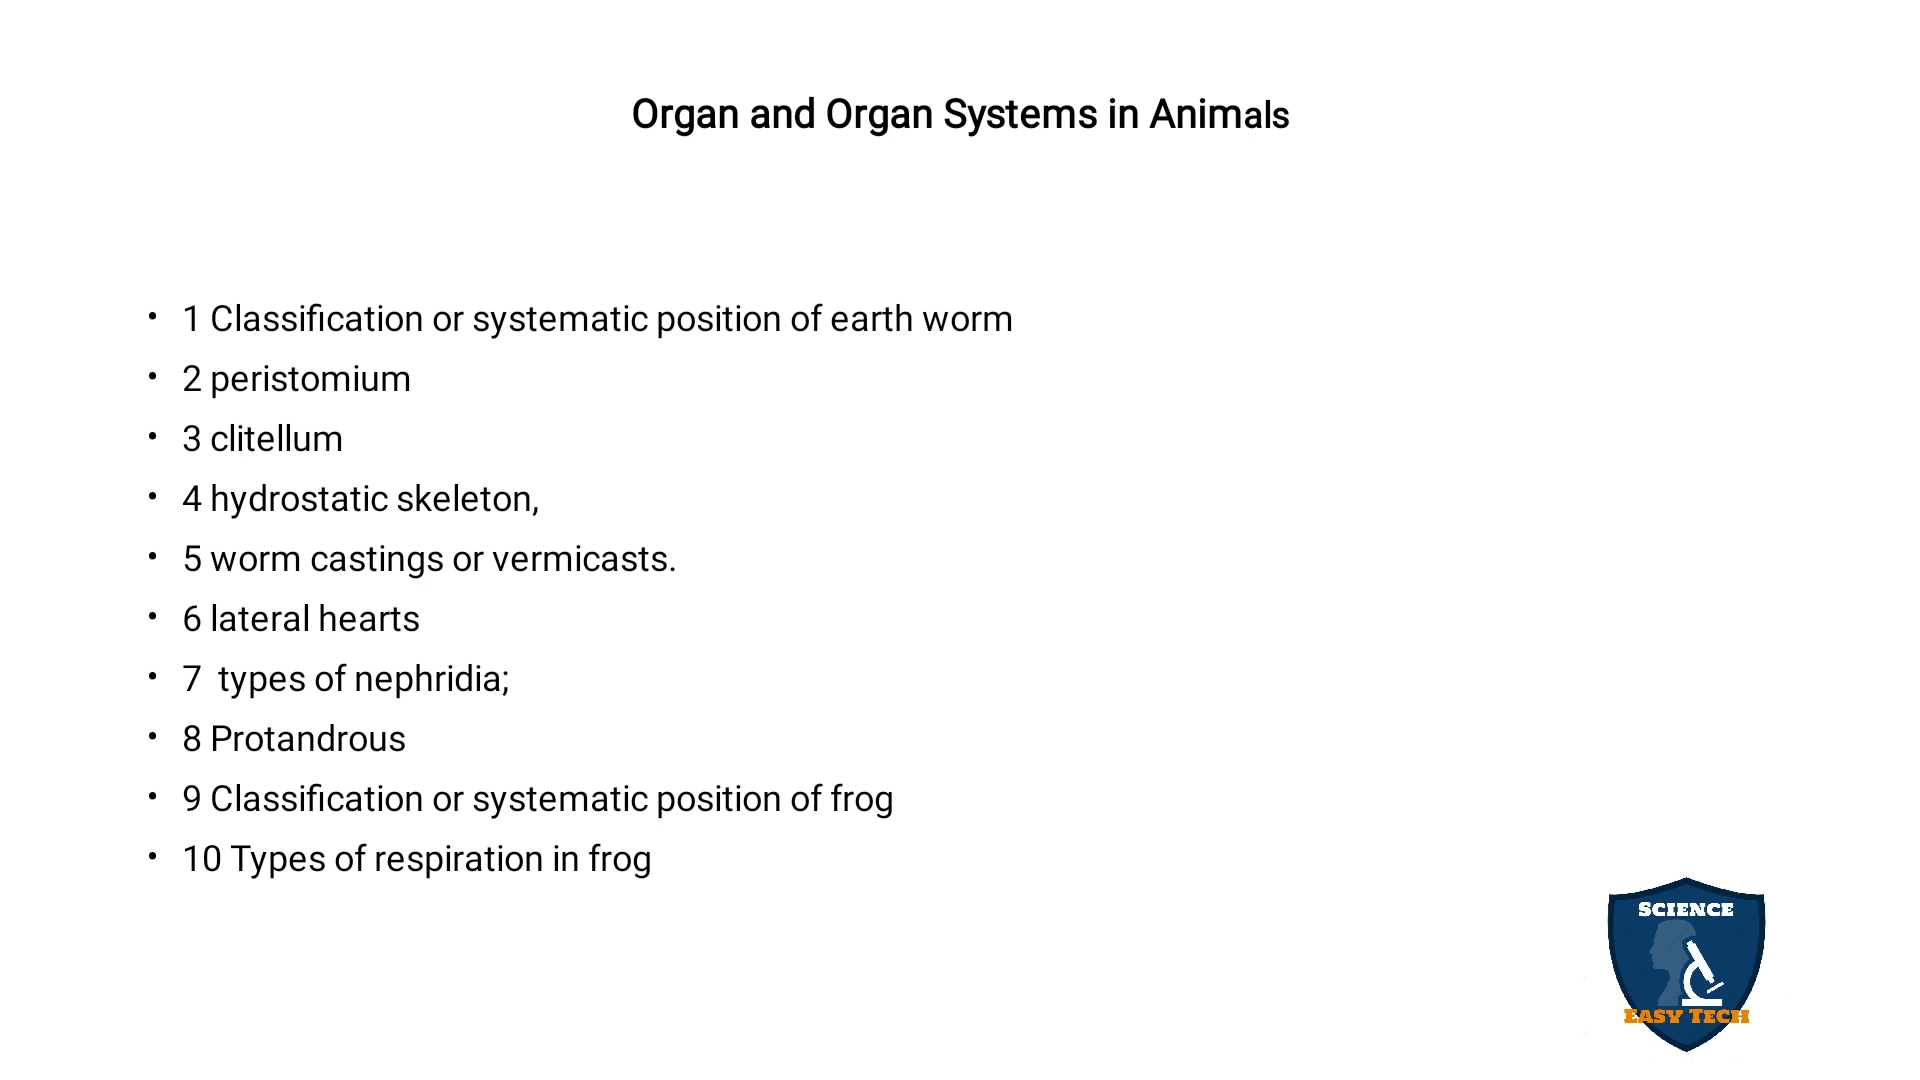 Organ and Organ Systems in Animals
• 1 Classification or systematic position of earth worm
• 2 peristomium
• 3 clitellum
• 4 hydrostatic skeleton,
• 5 worm castings or vermicasts.
• 6 lateral hearts
• 7  types of nephridia;
• 8 Protandrous
• 9 Classification or systematic position of frog
• 10 Types of respiration in frog
SCIENCE
EASY TECH